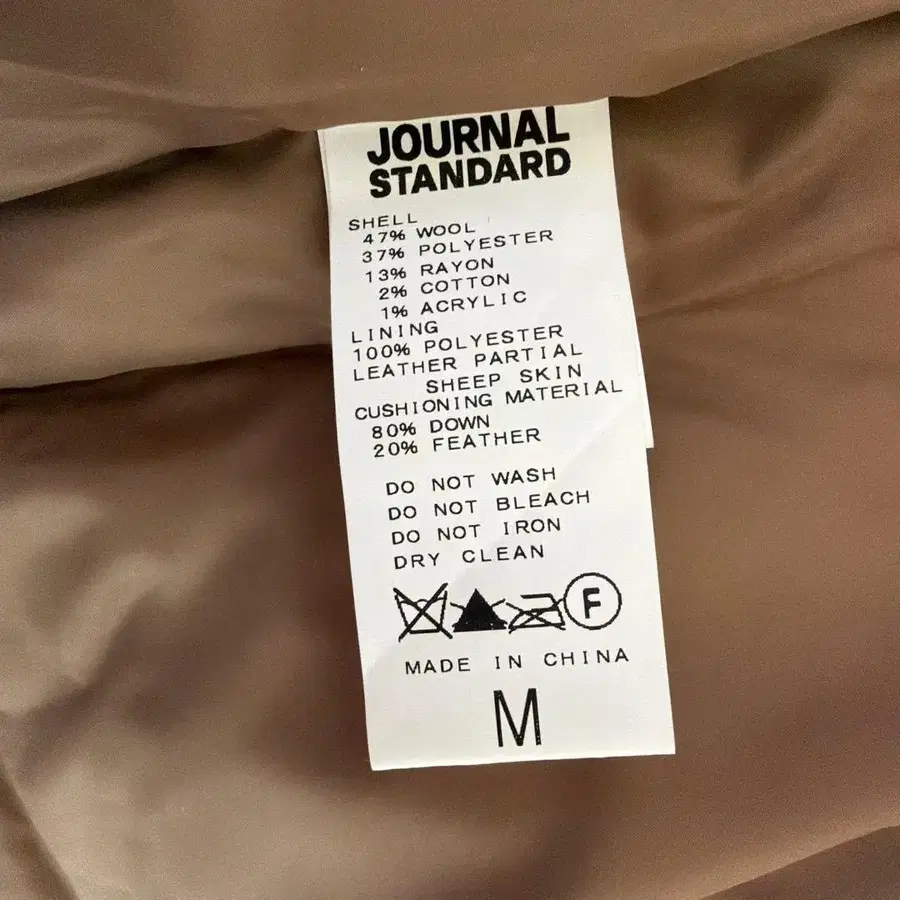 JOURNAL
STANDARD
SHELL
47% WOOL
37% POLYESTER
13% RAYON
2% COTTON
1% ACRYLIC
LINING
100% POLYESTER
LEATHER PARTIAL
SHEEP SKIN
CUSHIONING MATERIAL
80% DOWN
20% FEATHER
DO NOT WASH
DO NOT BLEACH
DO NOT IRON
DRY CLEAN
F
MADE IN CHINA
M